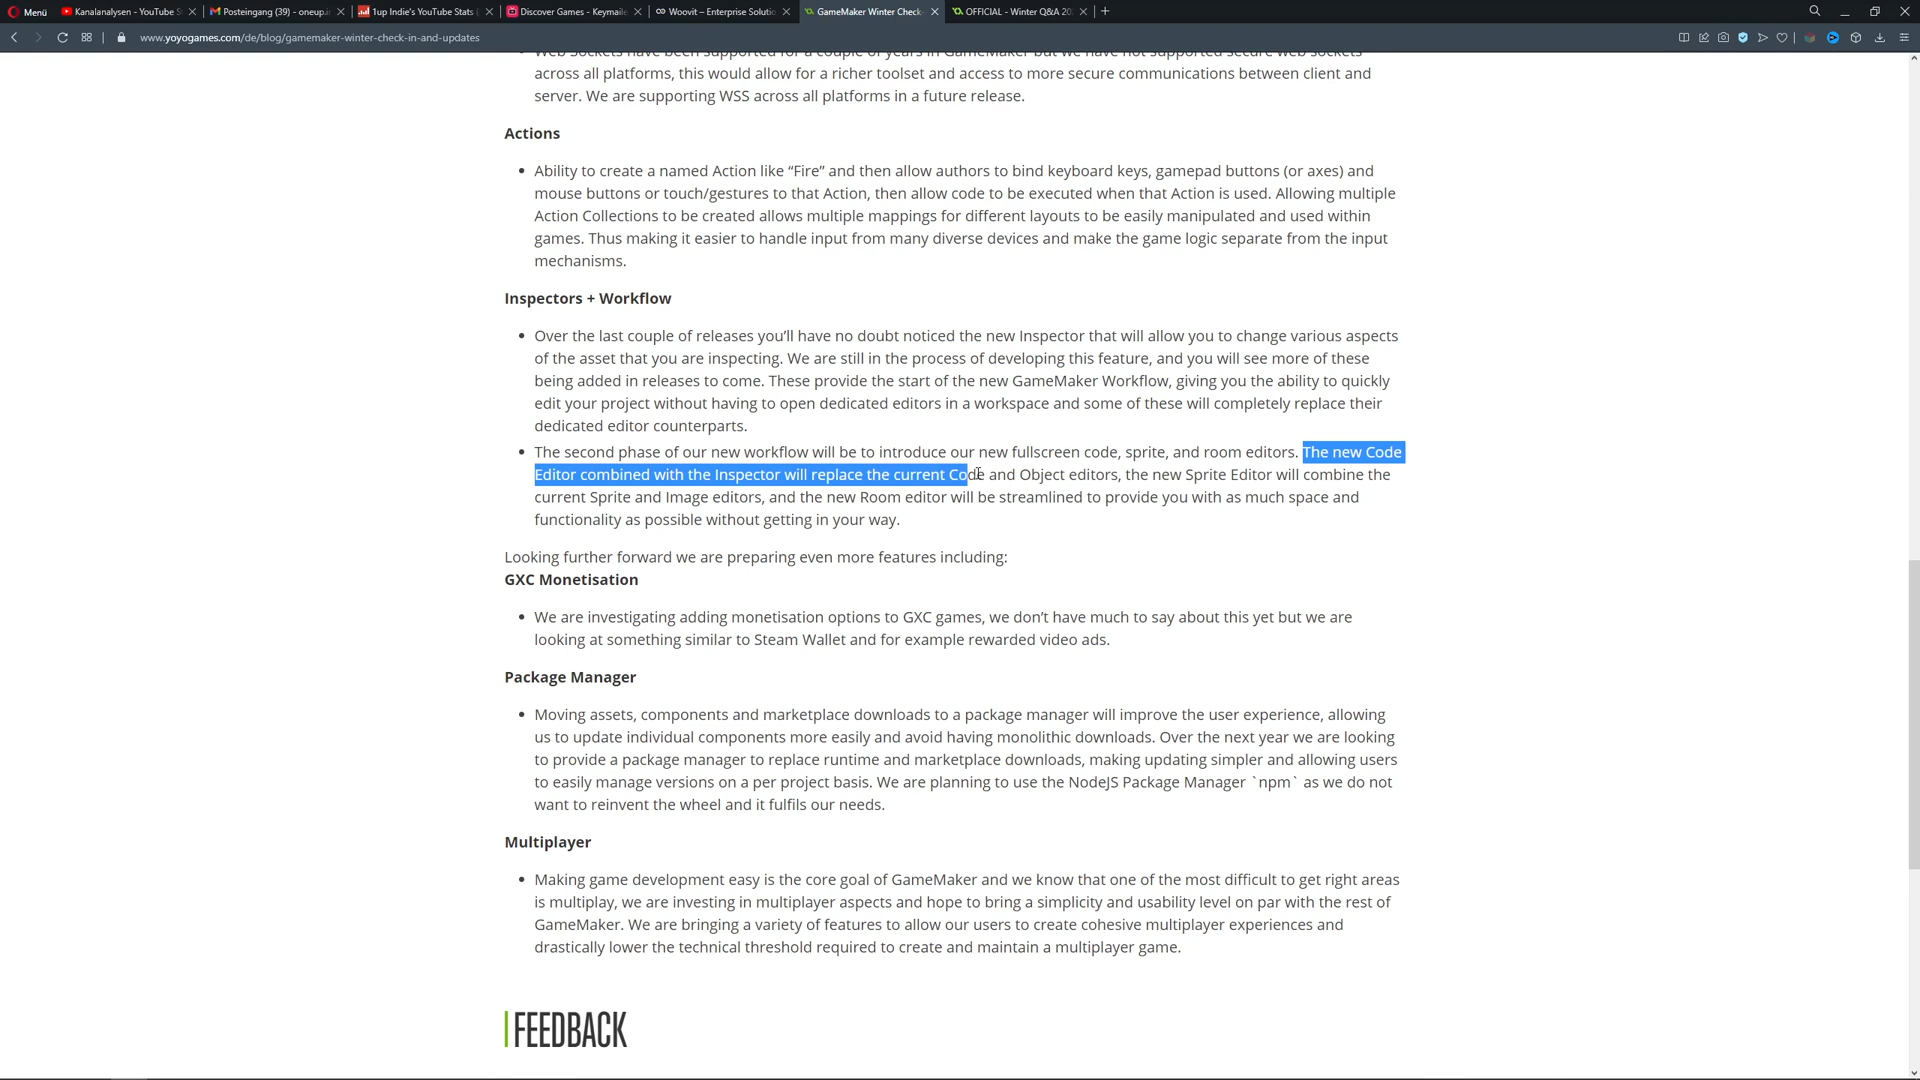 Menü
Kanalanalysen - YouTube S
Posteingang (39) - oneup.i
1up Indie's YouTube Stats (
Discover Games - Keymaile
Woovit – Enterprise Solutio
GameMaker Winter Check-
OFFICIAL - Winter Q&A 20
www.yoyogames.com/de/blog/gamemaker-winter-check-in-and-updates
Web Sockets have been supported for a couple of years in GameMaker but we have not supported secure web sockets
across all platforms, this would allow for a richer toolset and access to more secure communications between client and
server. We are supporting WSS across all platforms in a future release.
Actions
Ability to create a named Action like “Fire” and then allow authors to bind keyboard keys, gamepad buttons (or axes) and
mouse buttons or touch/gestures to that Action, then allow code to be executed when that Action is used. Allowing multiple
Action Collections to be created allows multiple mappings for different layouts to be easily manipulated and used within
games. Thus making it easier to handle input from many diverse devices and make the game logic separate from the input
mechanisms.
Inspectors + Workflow
Over the last couple of releases you’ll have no doubt noticed the new Inspector that will allow you to change various aspects
of the asset that you are inspecting. We are still in the process of developing this feature, and you will see more of these
being added in releases to come. These provide the start of the new GameMaker Workflow, giving you the ability to quickly
edit your project without having to open dedicated editors in a workspace and some of these will completely replace their
dedicated editor counterparts.
The second phase of our new workflow will be to introduce our new fullscreen code, sprite, and room editors. The new Code
Editor combined with the Inspector will replace the current Code and Object editors, the new Sprite Editor will combine the
current Sprite and Image editors, and the new Room editor will be streamlined to provide you with as much space and
functionality as possible without getting in your way.
Looking further forward we are preparing even more features including:
GXC Monetisation
We are investigating adding monetisation options to GXC games, we don’t have much to say about this yet but we are
looking at something similar to Steam Wallet and for example rewarded video ads.
Package Manager
Moving assets, components and marketplace downloads to a package manager will improve the user experience, allowing
us to update individual components more easily and avoid having monolithic downloads. Over the next year we are looking
to provide a package manager to replace runtime and marketplace downloads, making updating simpler and allowing users
to easily manage versions on a per project basis. We are planning to use the NodeJS Package Manager `npm` as we do not
want to reinvent the wheel and it fulfils our needs.
Multiplayer
Making game development easy is the core goal of GameMaker and we know that one of the most difficult to get right areas
is multiplay, we are investing in multiplayer aspects and hope to bring a simplicity and usability level on par with the rest of
GameMaker. We are bringing a variety of features to allow our users to create cohesive multiplayer experiences and
drastically lower the technical threshold required to create and maintain a multiplayer game.
FEEDBACK